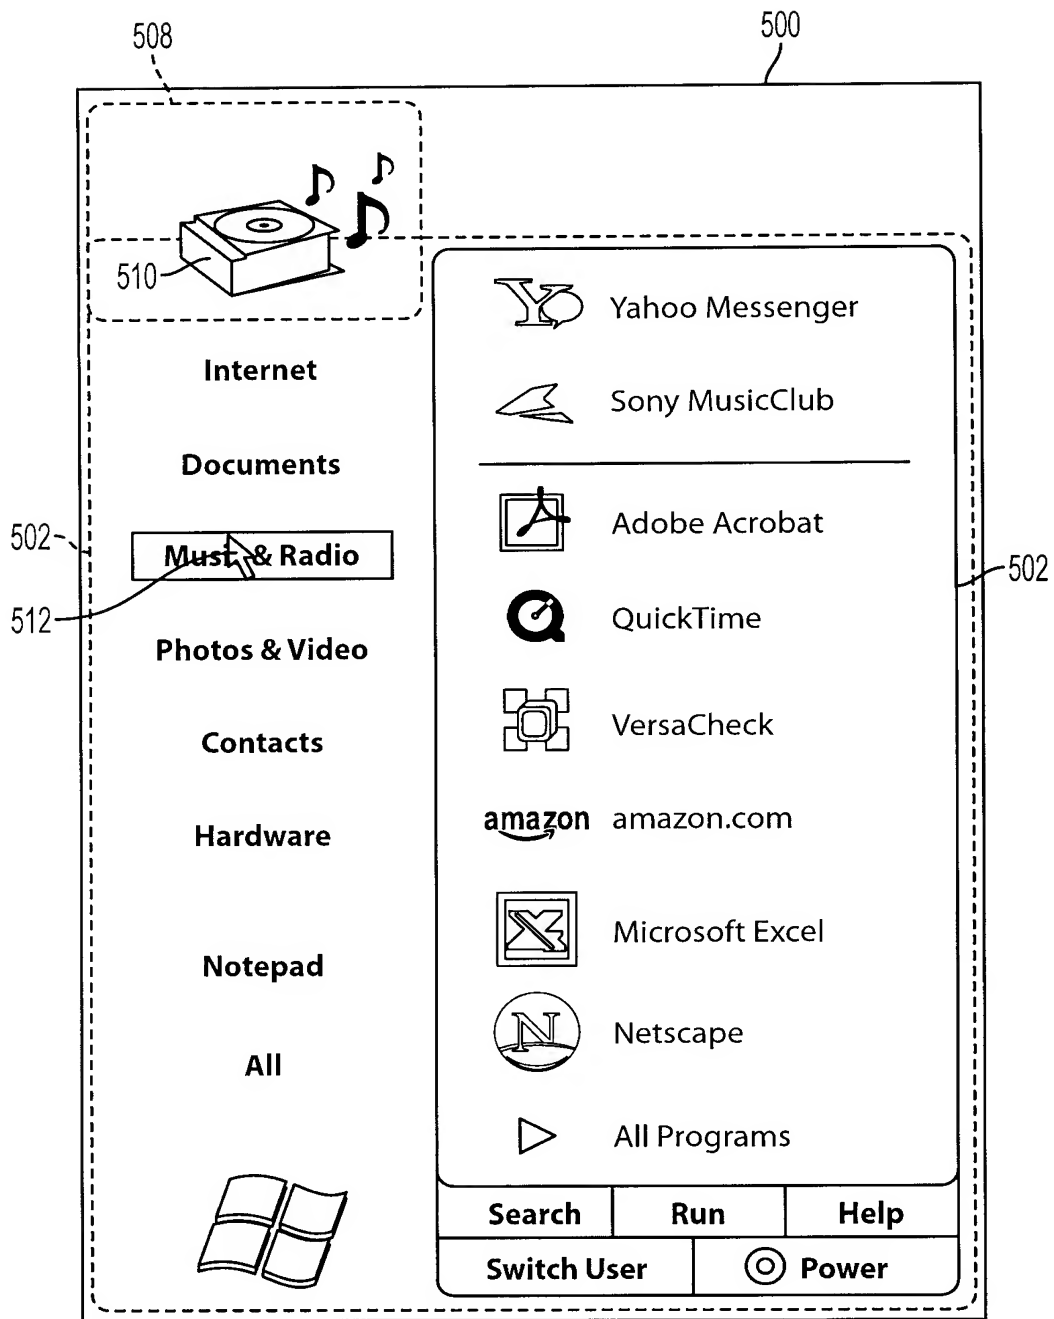 508
500
510
Yahoo Messenger
Internet
Sony MusicClub
Documents
Adobe Acrobat
502
Music & Radio
502
512
QuickTime
Photos & Video
VersaCheck
Contacts
amazon amazon.com
Hardware
Microsoft Excel
Notepad
N Netscape
All
All Programs
Search Run Help
Switch User Power